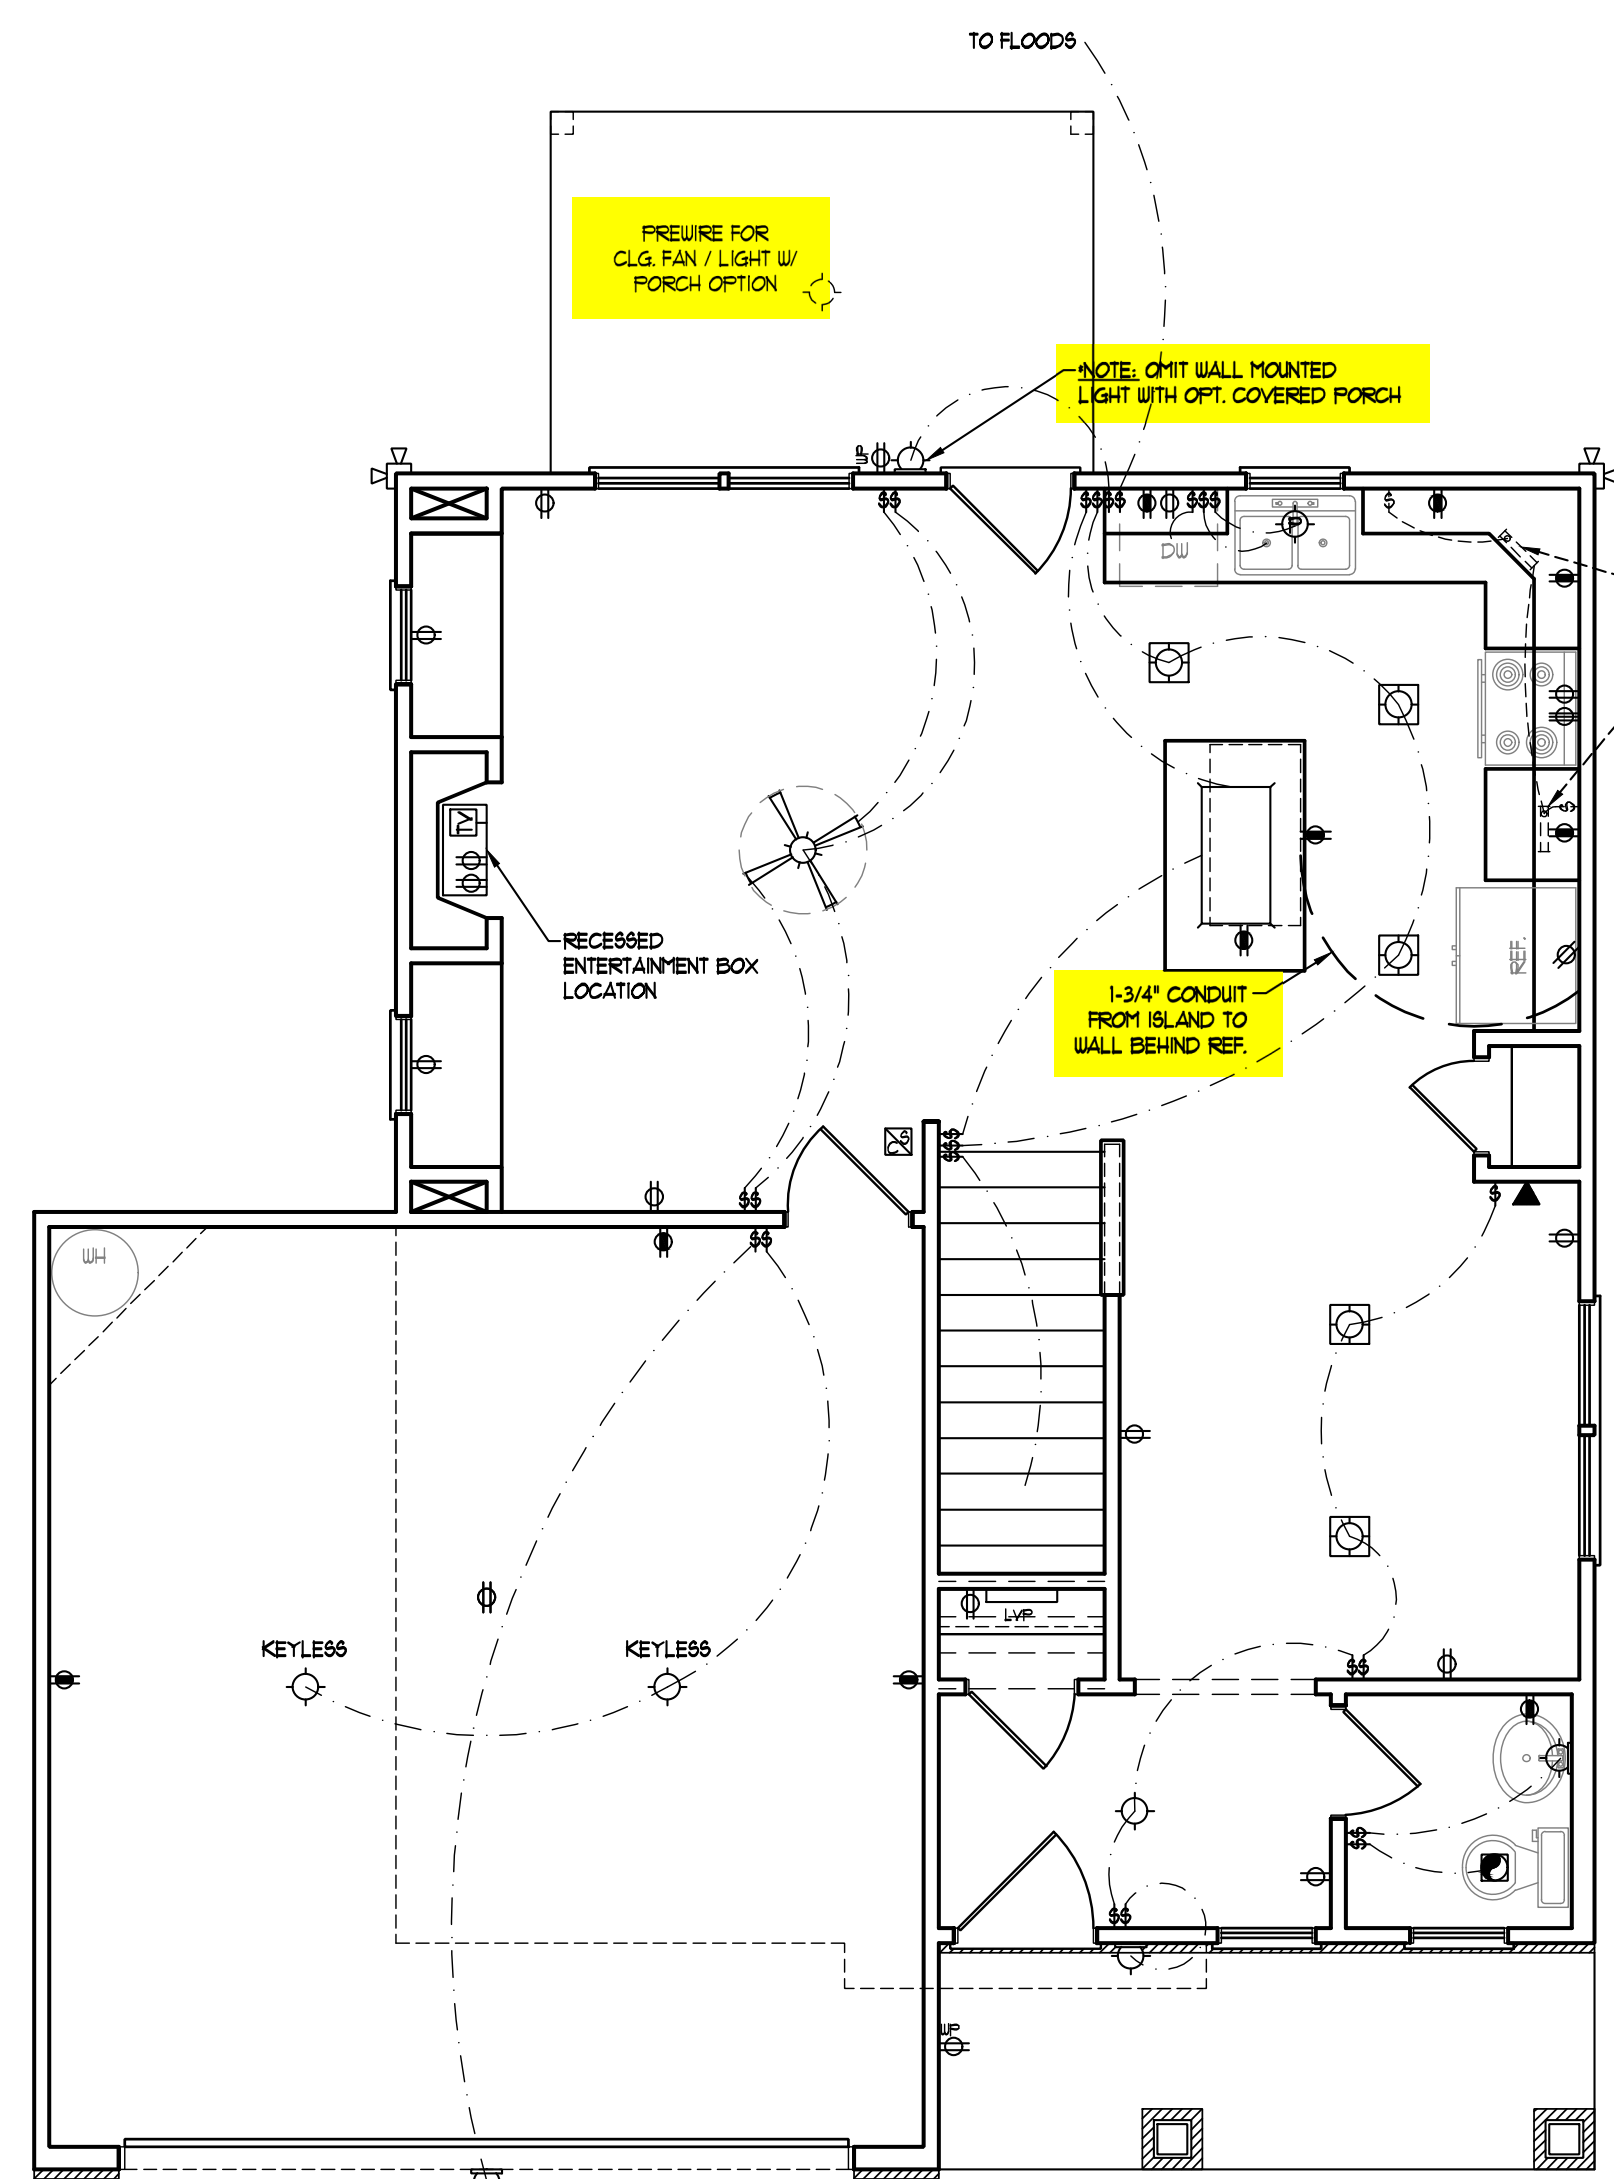 TO FLOODS
PREWIRE FOR
CLG. FAN / LIGHT W/
PORCH OPTION
*NOTE: OMIT WALL MOUNTED
LIGHT WITH OPT. COVERED PORCH
WP
$$
$$$$
$$$
$
DW
TV
RECESSED
ENTERTAINMENT BOX
LOCATION
$
REF.
1-3/4" CONDUIT
FROM ISLAND TO
WALL BEHIND REF.
CS
$$
$$
$$
$$
$
$$
WH
KEYLESS
KEYLESS
LVP
$$
$$
$$
$$
WP